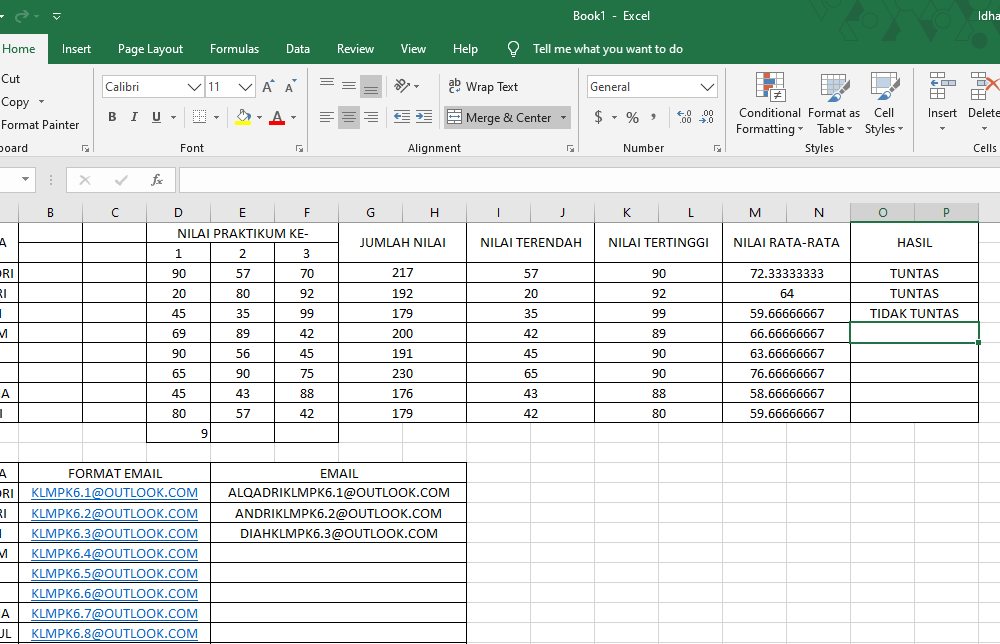 Book1 - Excel Idha
Home Insert Page Layout Formulas Data Review View Help Tell me what you want to do
Cut
Copy
Format Painter
board
Calibri 11
B I U A
Font
ab Wrap Text
Merge & Center
Alignment
General
$ % ,
Number
Conditional Formatting
Format as Table
Cell Styles
Styles
Insert
Delete
Cells
fx
B C D E F G H I J K L M N O P
A NILAI PRAKTIKUM KE- JUMLAH NILAI NILAI TERENDAH NILAI TERTINGGI NILAI RATA-RATA HASIL
1 2 3
DRI 90 57 70 217 57 90 72.33333333 TUNTAS
RI 20 80 92 192 20 92 64 TUNTAS
I 45 35 99 179 35 99 59.66666667 TIDAK TUNTAS
M 69 89 42 200 42 89 66.66666667
90 56 45 191 45 90 63.66666667
65 90 75 230 65 90 76.66666667
A 45 43 88 176 43 88 58.66666667
I 80 57 42 179 42 80 59.66666667
9
A FORMAT EMAIL EMAIL
DRI KLMPK6.1@OUTLOOK.COM ALQADRIKLMPK6.1@OUTLOOK.COM
RI KLMPK6.2@OUTLOOK.COM ANDRIKLMPK6.2@OUTLOOK.COM
I KLMPK6.3@OUTLOOK.COM DIAHKLMPK6.3@OUTLOOK.COM
M KLMPK6.4@OUTLOOK.COM
KLMPK6.5@OUTLOOK.COM
KLMPK6.6@OUTLOOK.COM
A KLMPK6.7@OUTLOOK.COM
UL KLMPK6.8@OUTLOOK.COM